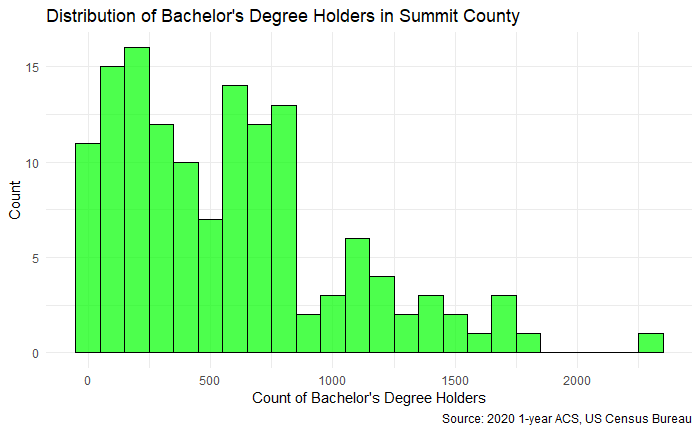 Distribution of Bachelor's Degree Holders in Summit County
15
10
5
0
Count
0 500 1000 1500 2000
Count of Bachelor's Degree Holders
Source: 2020 1-year ACS, US Census Bureau